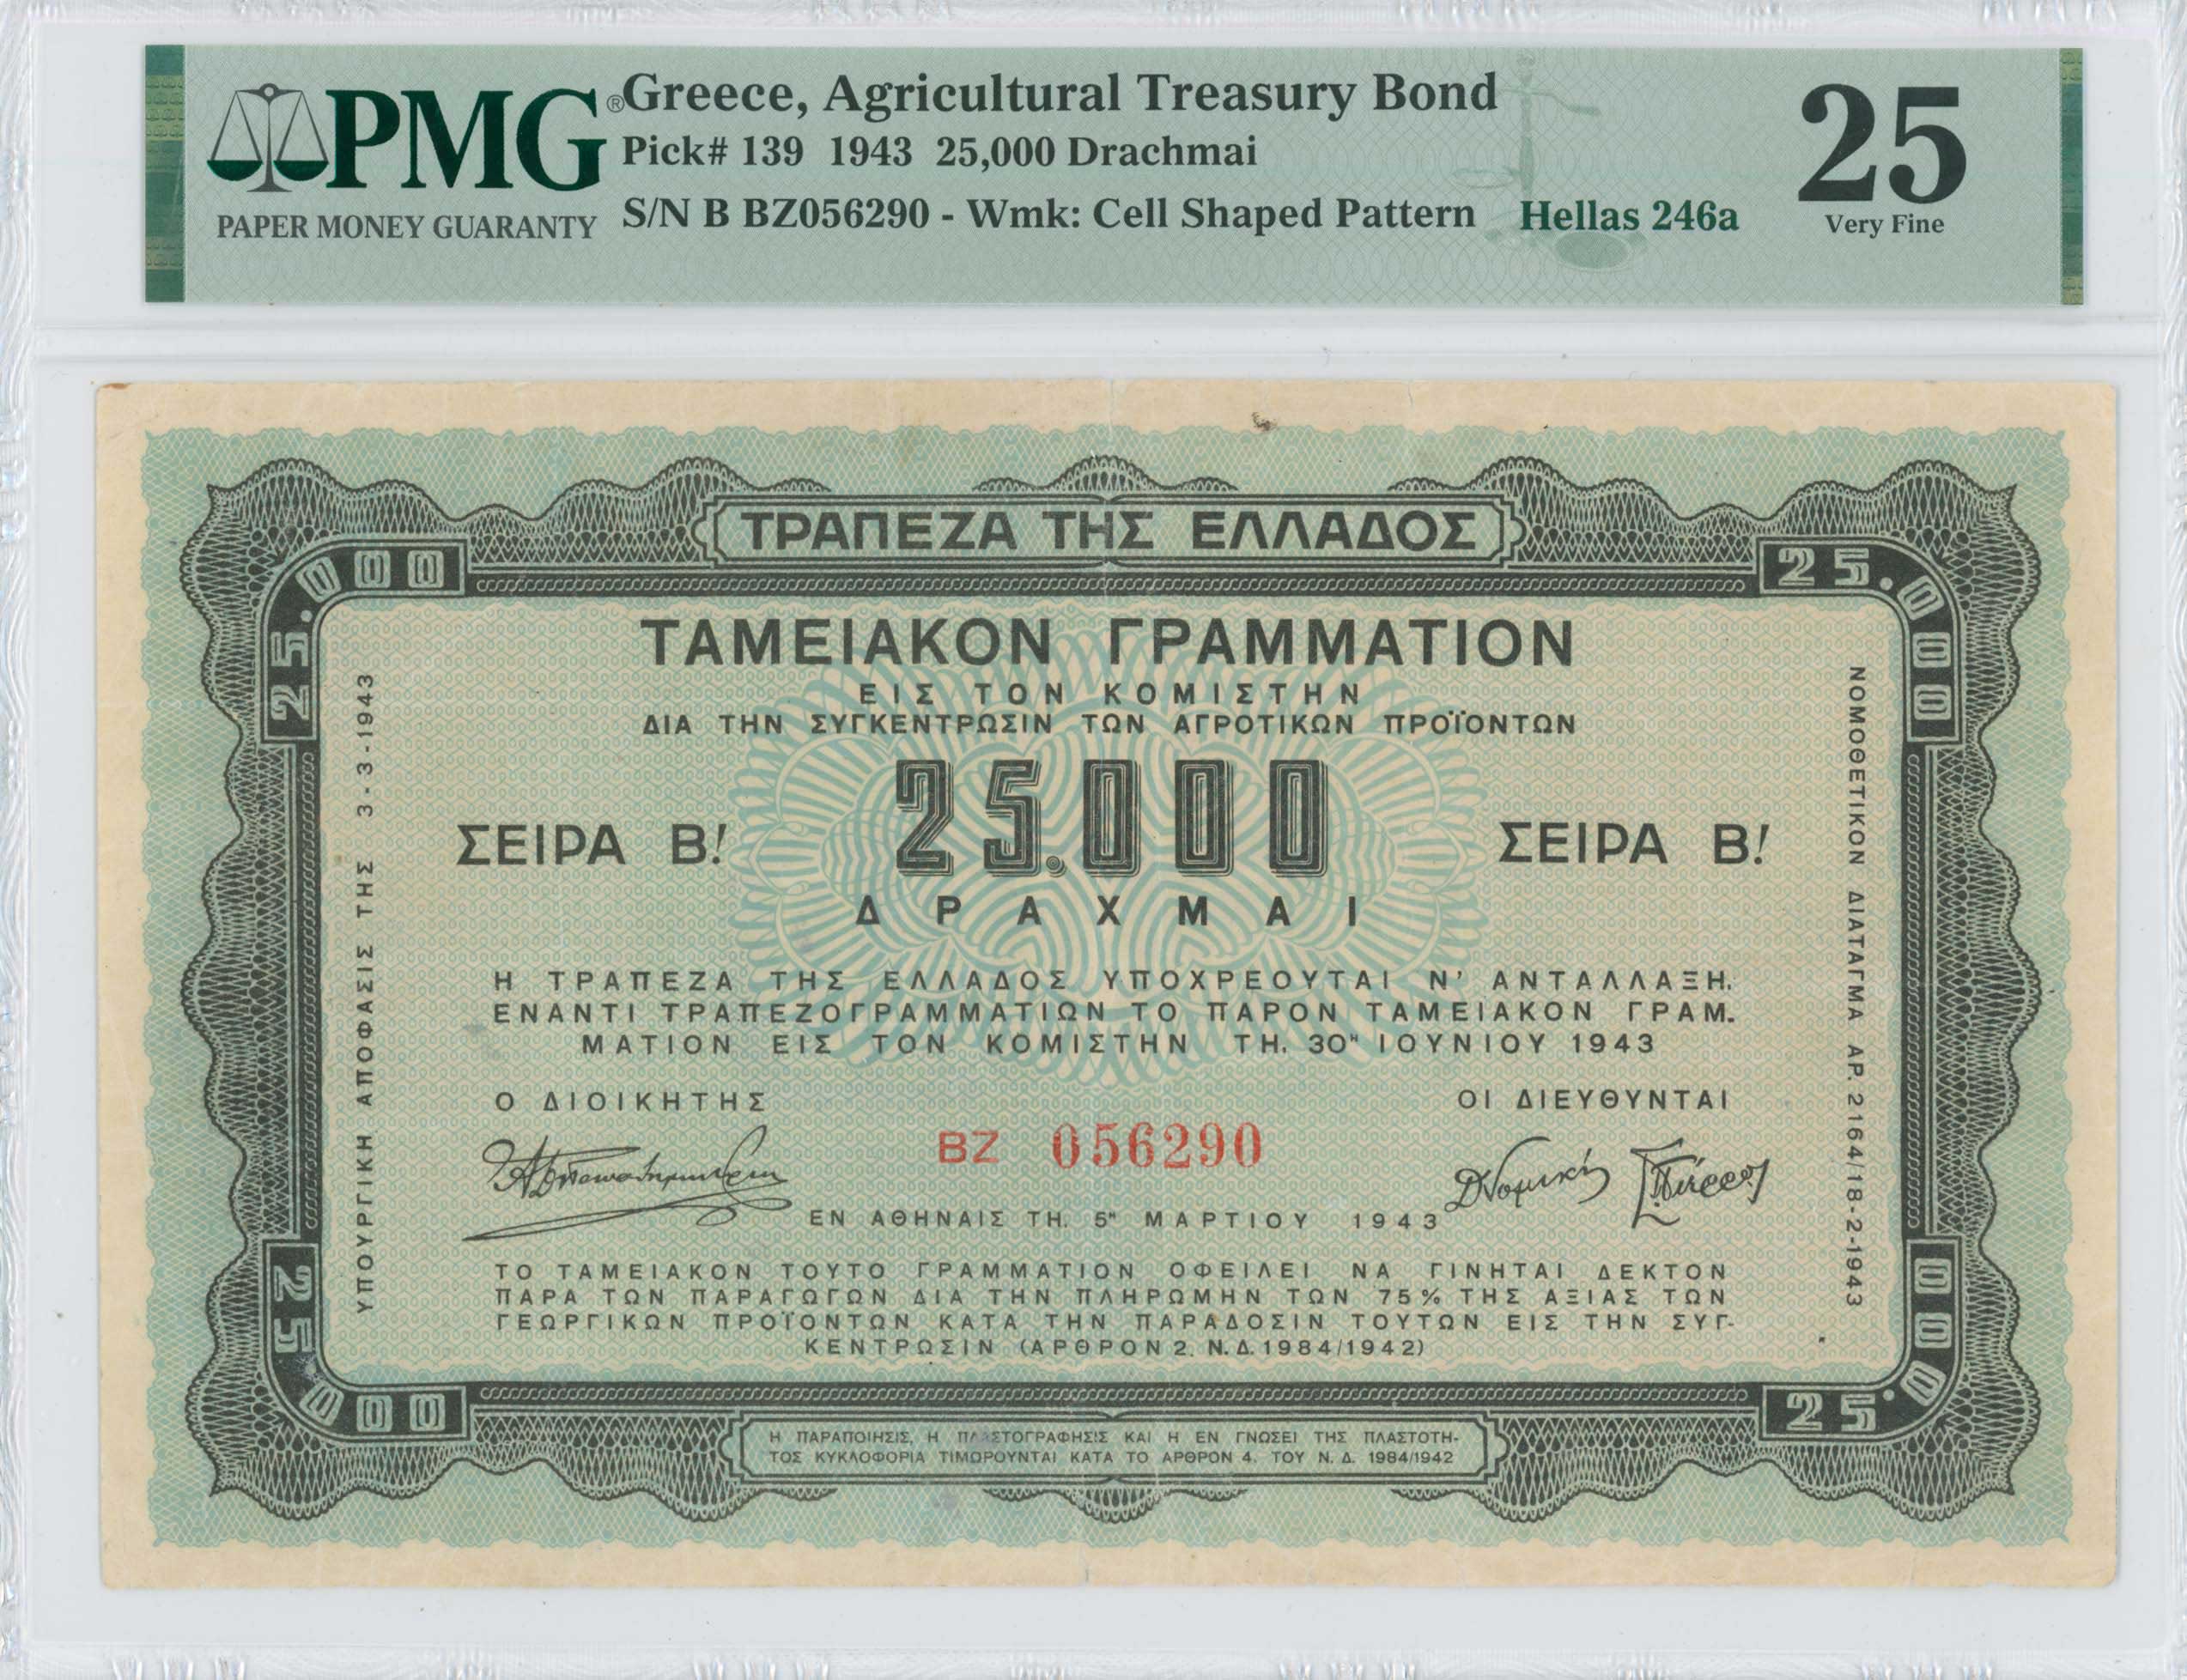 PMG®
PAPER MONEY GUARANTY
Greece, Agricultural Treasury Bond
Pick# 139 1943 25,000 Drachmai
S/N B BZ056290 - Wmk: Cell Shaped Pattern Hellas 246a
25
Very Fine
ΤΡΑΠΕΖΑ ΤΗΣ ΕΛΛΑΔΟΣ
25.000
25.000
ΤΑΜΕΙΑΚΟΝ ΓΡΑΜΜΑΤΙΟΝ
ΕΙΣ ΤΟΝ ΚΟΜΙΣΤΗΝ
ΔΙΑ ΤΗΝ ΣΥΓΚΕΝΤΡΩΣΙΝ ΤΩΝ ΑΓΡΟΤΙΚΩΝ ΠΡΟΪΟΝΤΩΝ
ΥΠΟΥΡΓΙΚΗ ΑΠΟΦΑΣΙΣ ΤΗΣ 3-3-1943
ΝΟΜΟΘΕΤΙΚΟΝ ΔΙΑΤΑΓΜΑ ΑΡ. 2164/18-2-1943
ΣΕΙΡΑ Β! 25.000 ΣΕΙΡΑ Β!
ΔΡΑΧΜΑΙ
Η ΤΡΑΠΕΖΑ ΤΗΣ ΕΛΛΑΔΟΣ ΥΠΟΧΡΕΟΥΤΑΙ Ν' ΑΝΤΑΛΛΑΞΗ.
ΕΝΑΝΤΙ ΤΡΑΠΕΖΟΓΡΑΜΜΑΤΙΩΝ ΤΟ ΠΑΡΟΝ ΤΑΜΕΙΑΚΟΝ ΓΡΑΜ.
ΜΑΤΙΟΝ ΕΙΣ ΤΟΝ ΚΟΜΙΣΤΗΝ ΤΗ. 30ῃ ΙΟΥΝΙΟΥ 1943
Ο ΔΙΟΙΚΗΤΗΣ ΟΙ ΔΙΕΥΘΥΝΤΑΙ
BZ 056290
ΕΝ ΑΘΗΝΑΙΣ ΤΗ. 5ῃ ΜΑΡΤΙΟΥ 1943
ΤΟ ΤΑΜΕΙΑΚΟΝ ΤΟΥΤΟ ΓΡΑΜΜΑΤΙΟΝ ΟΦΕΙΛΕΙ ΝΑ ΓΙΝΗΤΑΙ ΔΕΚΤΟΝ
ΠΑΡΑ ΤΩΝ ΠΑΡΑΓΩΓΩΝ ΔΙΑ ΤΗΝ ΠΛΗΡΩΜΗΝ ΤΩΝ 75% ΤΗΣ ΑΞΙΑΣ ΤΩΝ
ΓΕΩΡΓΙΚΩΝ ΠΡΟΪΟΝΤΩΝ ΚΑΤΑ ΤΗΝ ΠΑΡΑΔΟΣΙΝ ΤΟΥΤΩΝ ΕΙΣ ΤΗΝ ΣΥΓ-
ΚΕΝΤΡΩΣΙΝ (ΑΡΘΡΟΝ 2. Ν.Δ. 1984/1942)
25.000
25.000
Η ΠΑΡΑΠΟΙΗΣΙΣ, Η ΠΛΑΣΤΟΓΡΑΦΗΣΙΣ ΚΑΙ Η ΕΝ ΓΝΩΣΕΙ ΤΗΣ ΠΛΑΣΤΟΤΗ-
ΤΟΣ ΚΥΚΛΟΦΟΡΙΑ ΤΙΜΩΡΟΥΝΤΑΙ ΚΑΤΑ ΤΟ ΑΡΘΡΟΝ 4. ΤΟΥ Ν. Δ. 1984/1942